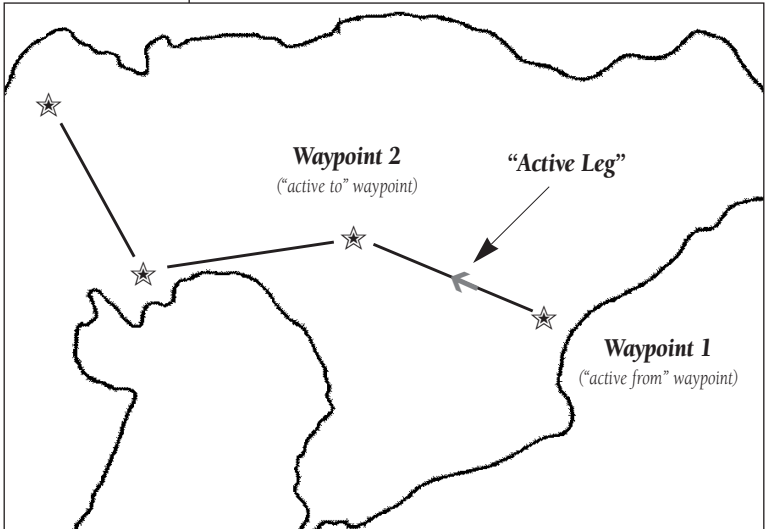 Waypoint 2
(“active to” waypoint)
“Active Leg”
Waypoint 1
(“active from” waypoint)